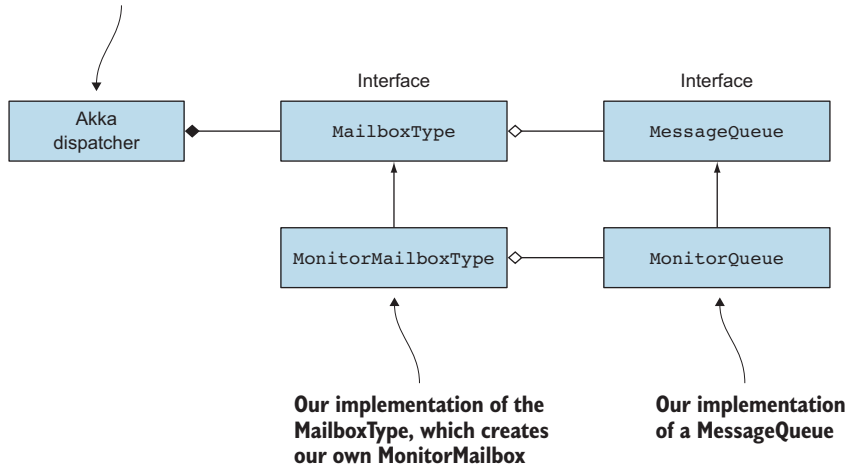 Interface
Interface
Akka
dispatcher
MailboxType
MessageQueue
MonitorMailboxType
MonitorQueue
Our implementation of the
MailboxType, which creates
our own MonitorMailbox
Our implementation
of a MessageQueue